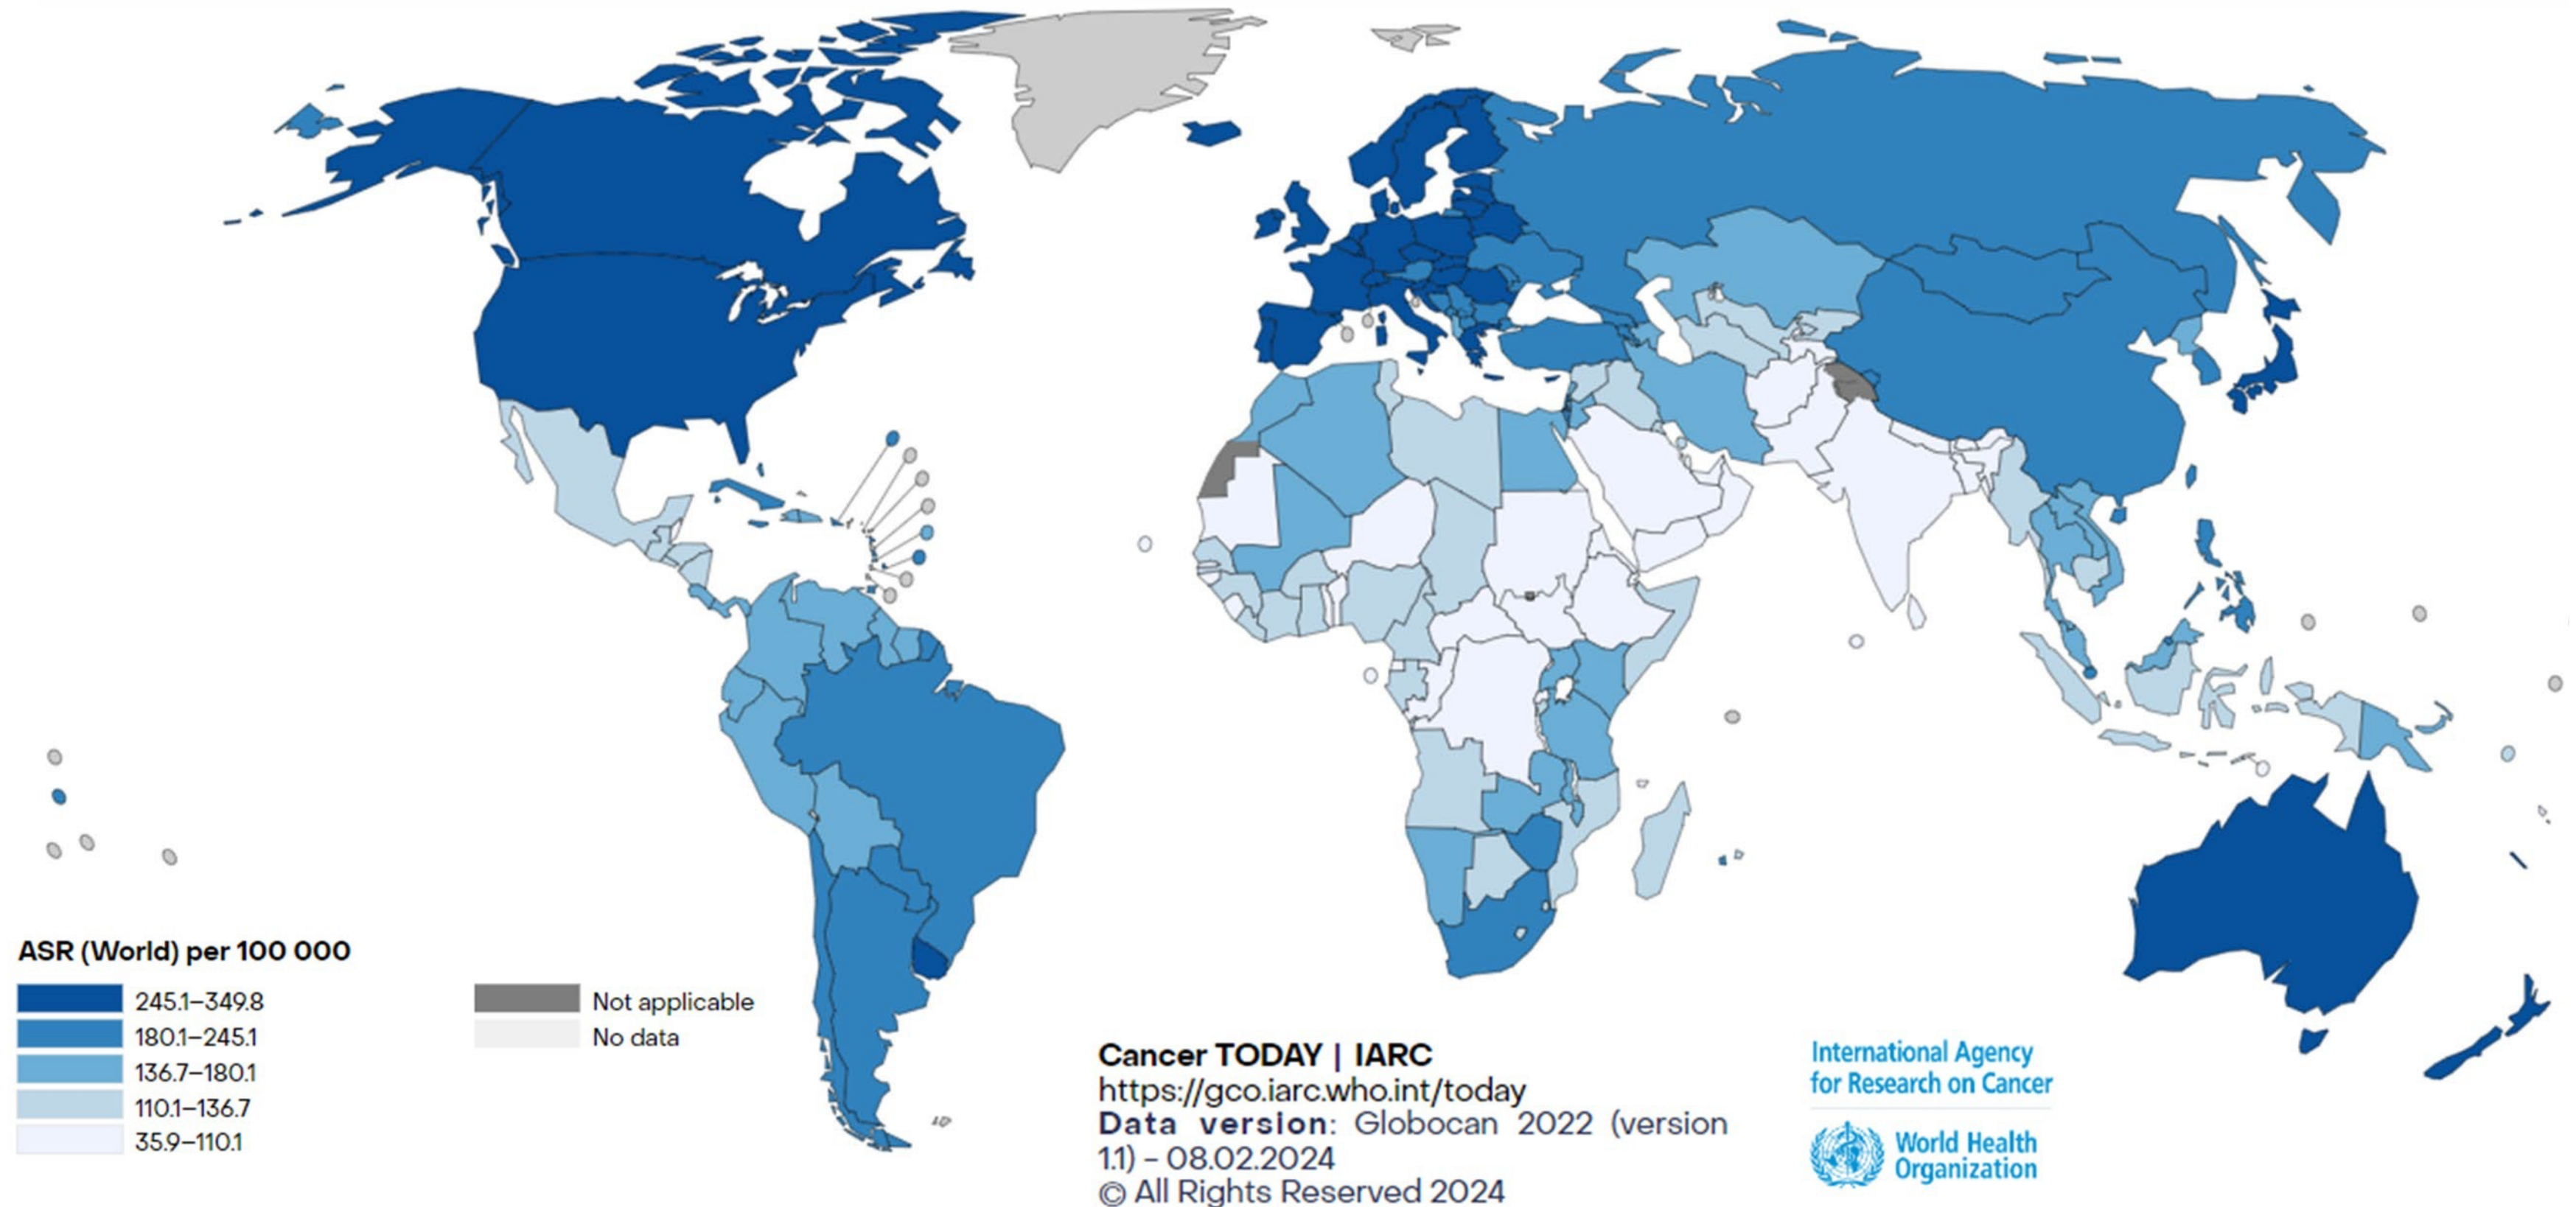 ASR (World) per 100 000
245.1–349.8
180.1–245.1
136.7–180.1
110.1–136.7
35.9–110.1
Not applicable
No data
Cancer TODAY | IARC
https://gco.iarc.who.int/today
Data version: Globocan 2022 (version
1.1) – 08.02.2024
© All Rights Reserved 2024
International Agency
for Research on Cancer
World Health
Organization